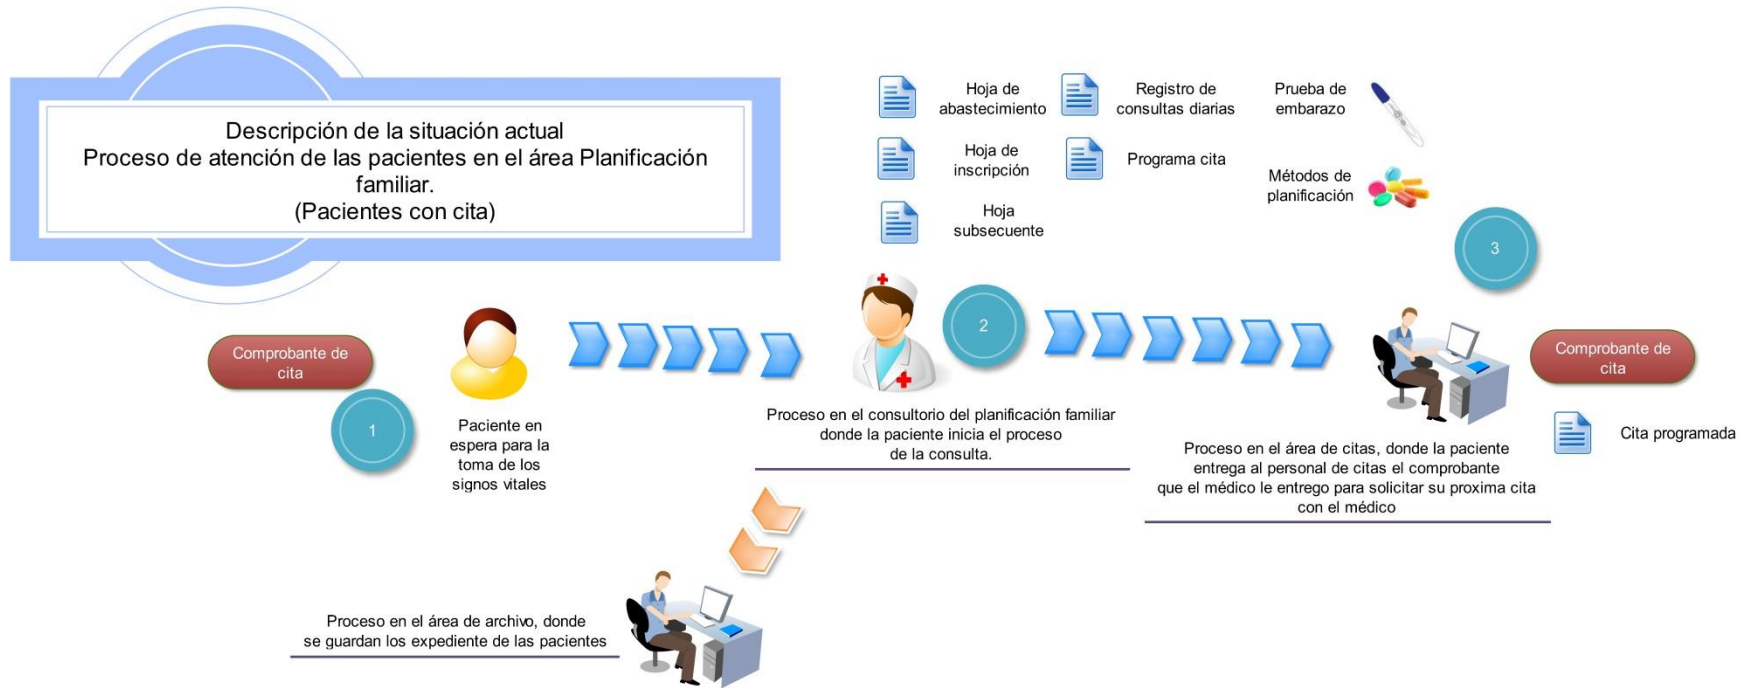 Descripción de la situación actual
Proceso de atención de las pacientes en el área Planificación
familiar.
(Pacientes con cita)
Hoja de
abastecimiento
Registro de
consultas diarias
Prueba de
embarazo
Hoja de
inscripción
Programa cita
Métodos de
planificación
Hoja
subsecuente
3
2
Comprobante de
cita
1
Paciente en
espera para la
toma de los
signos vitales
Proceso en el consultorio del planificación familiar
donde la paciente inicia el proceso
de la consulta.
Comprobante de
cita
Cita programada
Proceso en el área de citas, donde la paciente
entrega al personal de citas el comprobante
que el médico le entrego para solicitar su proxima cita
con el médico
Proceso en el área de archivo, donde
se guardan los expediente de las pacientes